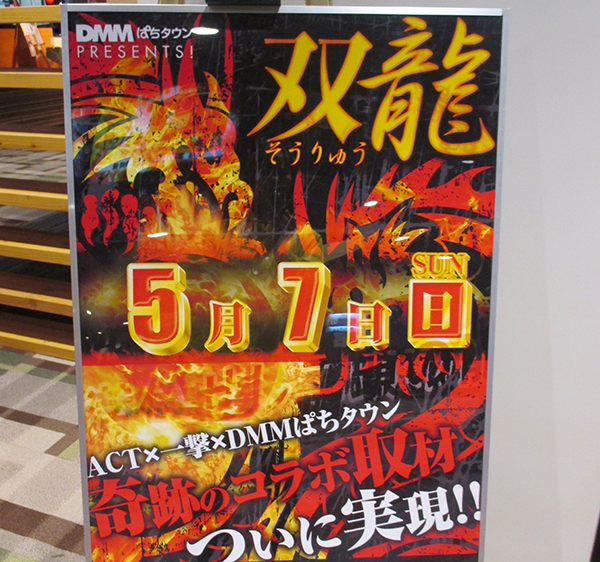 DMMぱちタウン
PRESENTS!
双龍
そうりゅう
5月7日日
SUN
ACT×一撃×DMMぱちタウン
奇跡のコラボ取材
ついに実現!!